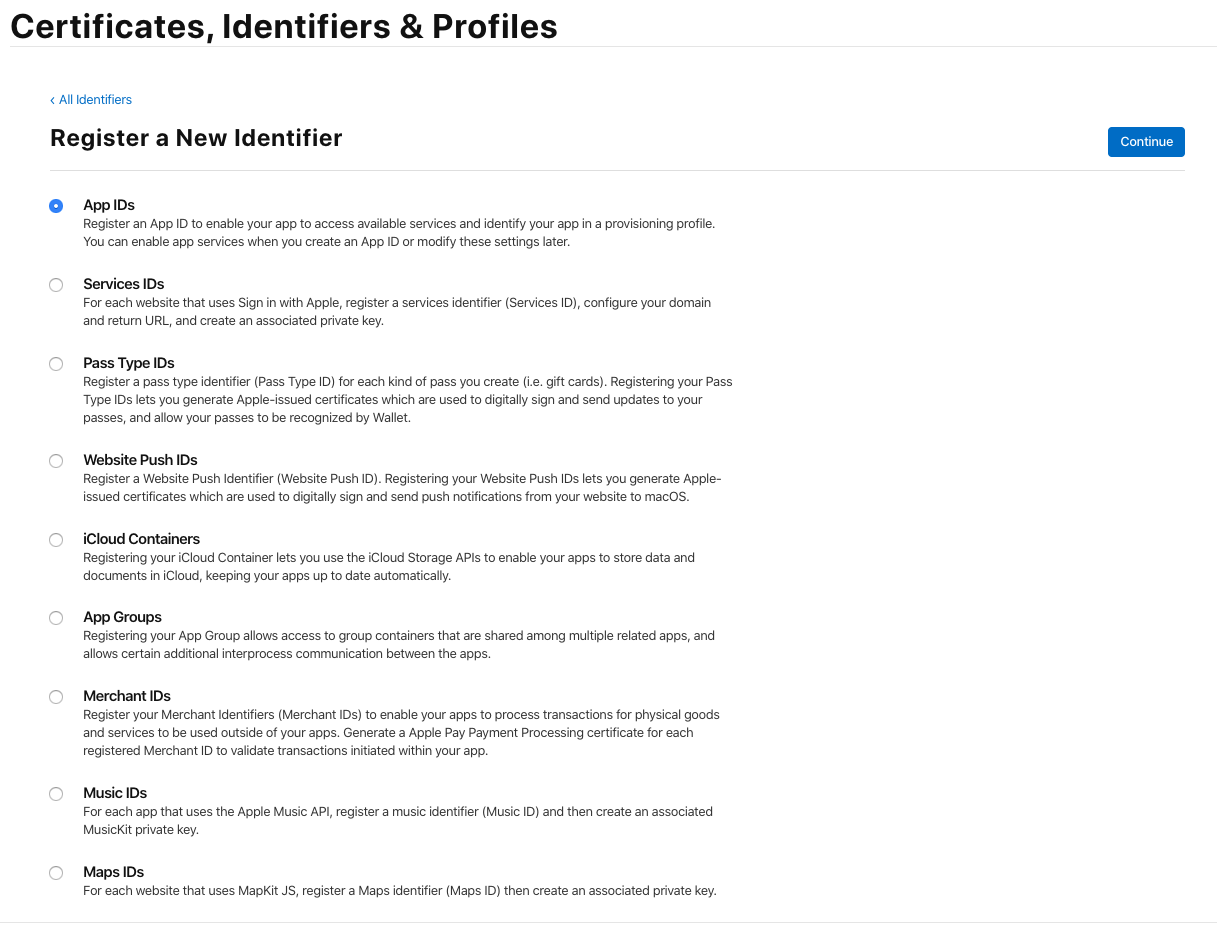 Certificates, Identifiers & Profiles
‹ All Identifiers
Register a New Identifier
Continue
App IDs
Register an App ID to enable your app to access available services and identify your app in a provisioning profile.
You can enable app services when you create an App ID or modify these settings later.
Services IDs
For each website that uses Sign in with Apple, register a services identifier (Services ID), configure your domain
and return URL, and create an associated private key.
Pass Type IDs
Register a pass type identifier (Pass Type ID) for each kind of pass you create (i.e. gift cards). Registering your Pass
Type IDs lets you generate Apple-issued certificates which are used to digitally sign and send updates to your
passes, and allow your passes to be recognized by Wallet.
Website Push IDs
Register a Website Push Identifier (Website Push ID). Registering your Website Push IDs lets you generate Apple-
issued certificates which are used to digitally sign and send push notifications from your website to macOS.
iCloud Containers
Registering your iCloud Container lets you use the iCloud Storage APIs to enable your apps to store data and
documents in iCloud, keeping your apps up to date automatically.
App Groups
Registering your App Group allows access to group containers that are shared among multiple related apps, and
allows certain additional interprocess communication between the apps.
Merchant IDs
Register your Merchant Identifiers (Merchant IDs) to enable your apps to process transactions for physical goods
and services to be used outside of your apps. Generate a Apple Pay Payment Processing certificate for each
registered Merchant ID to validate transactions initiated within your app.
Music IDs
For each app that uses the Apple Music API, register a music identifier (Music ID) and then create an associated
MusicKit private key.
Maps IDs
For each website that uses MapKit JS, register a Maps identifier (Maps ID) then create an associated private key.